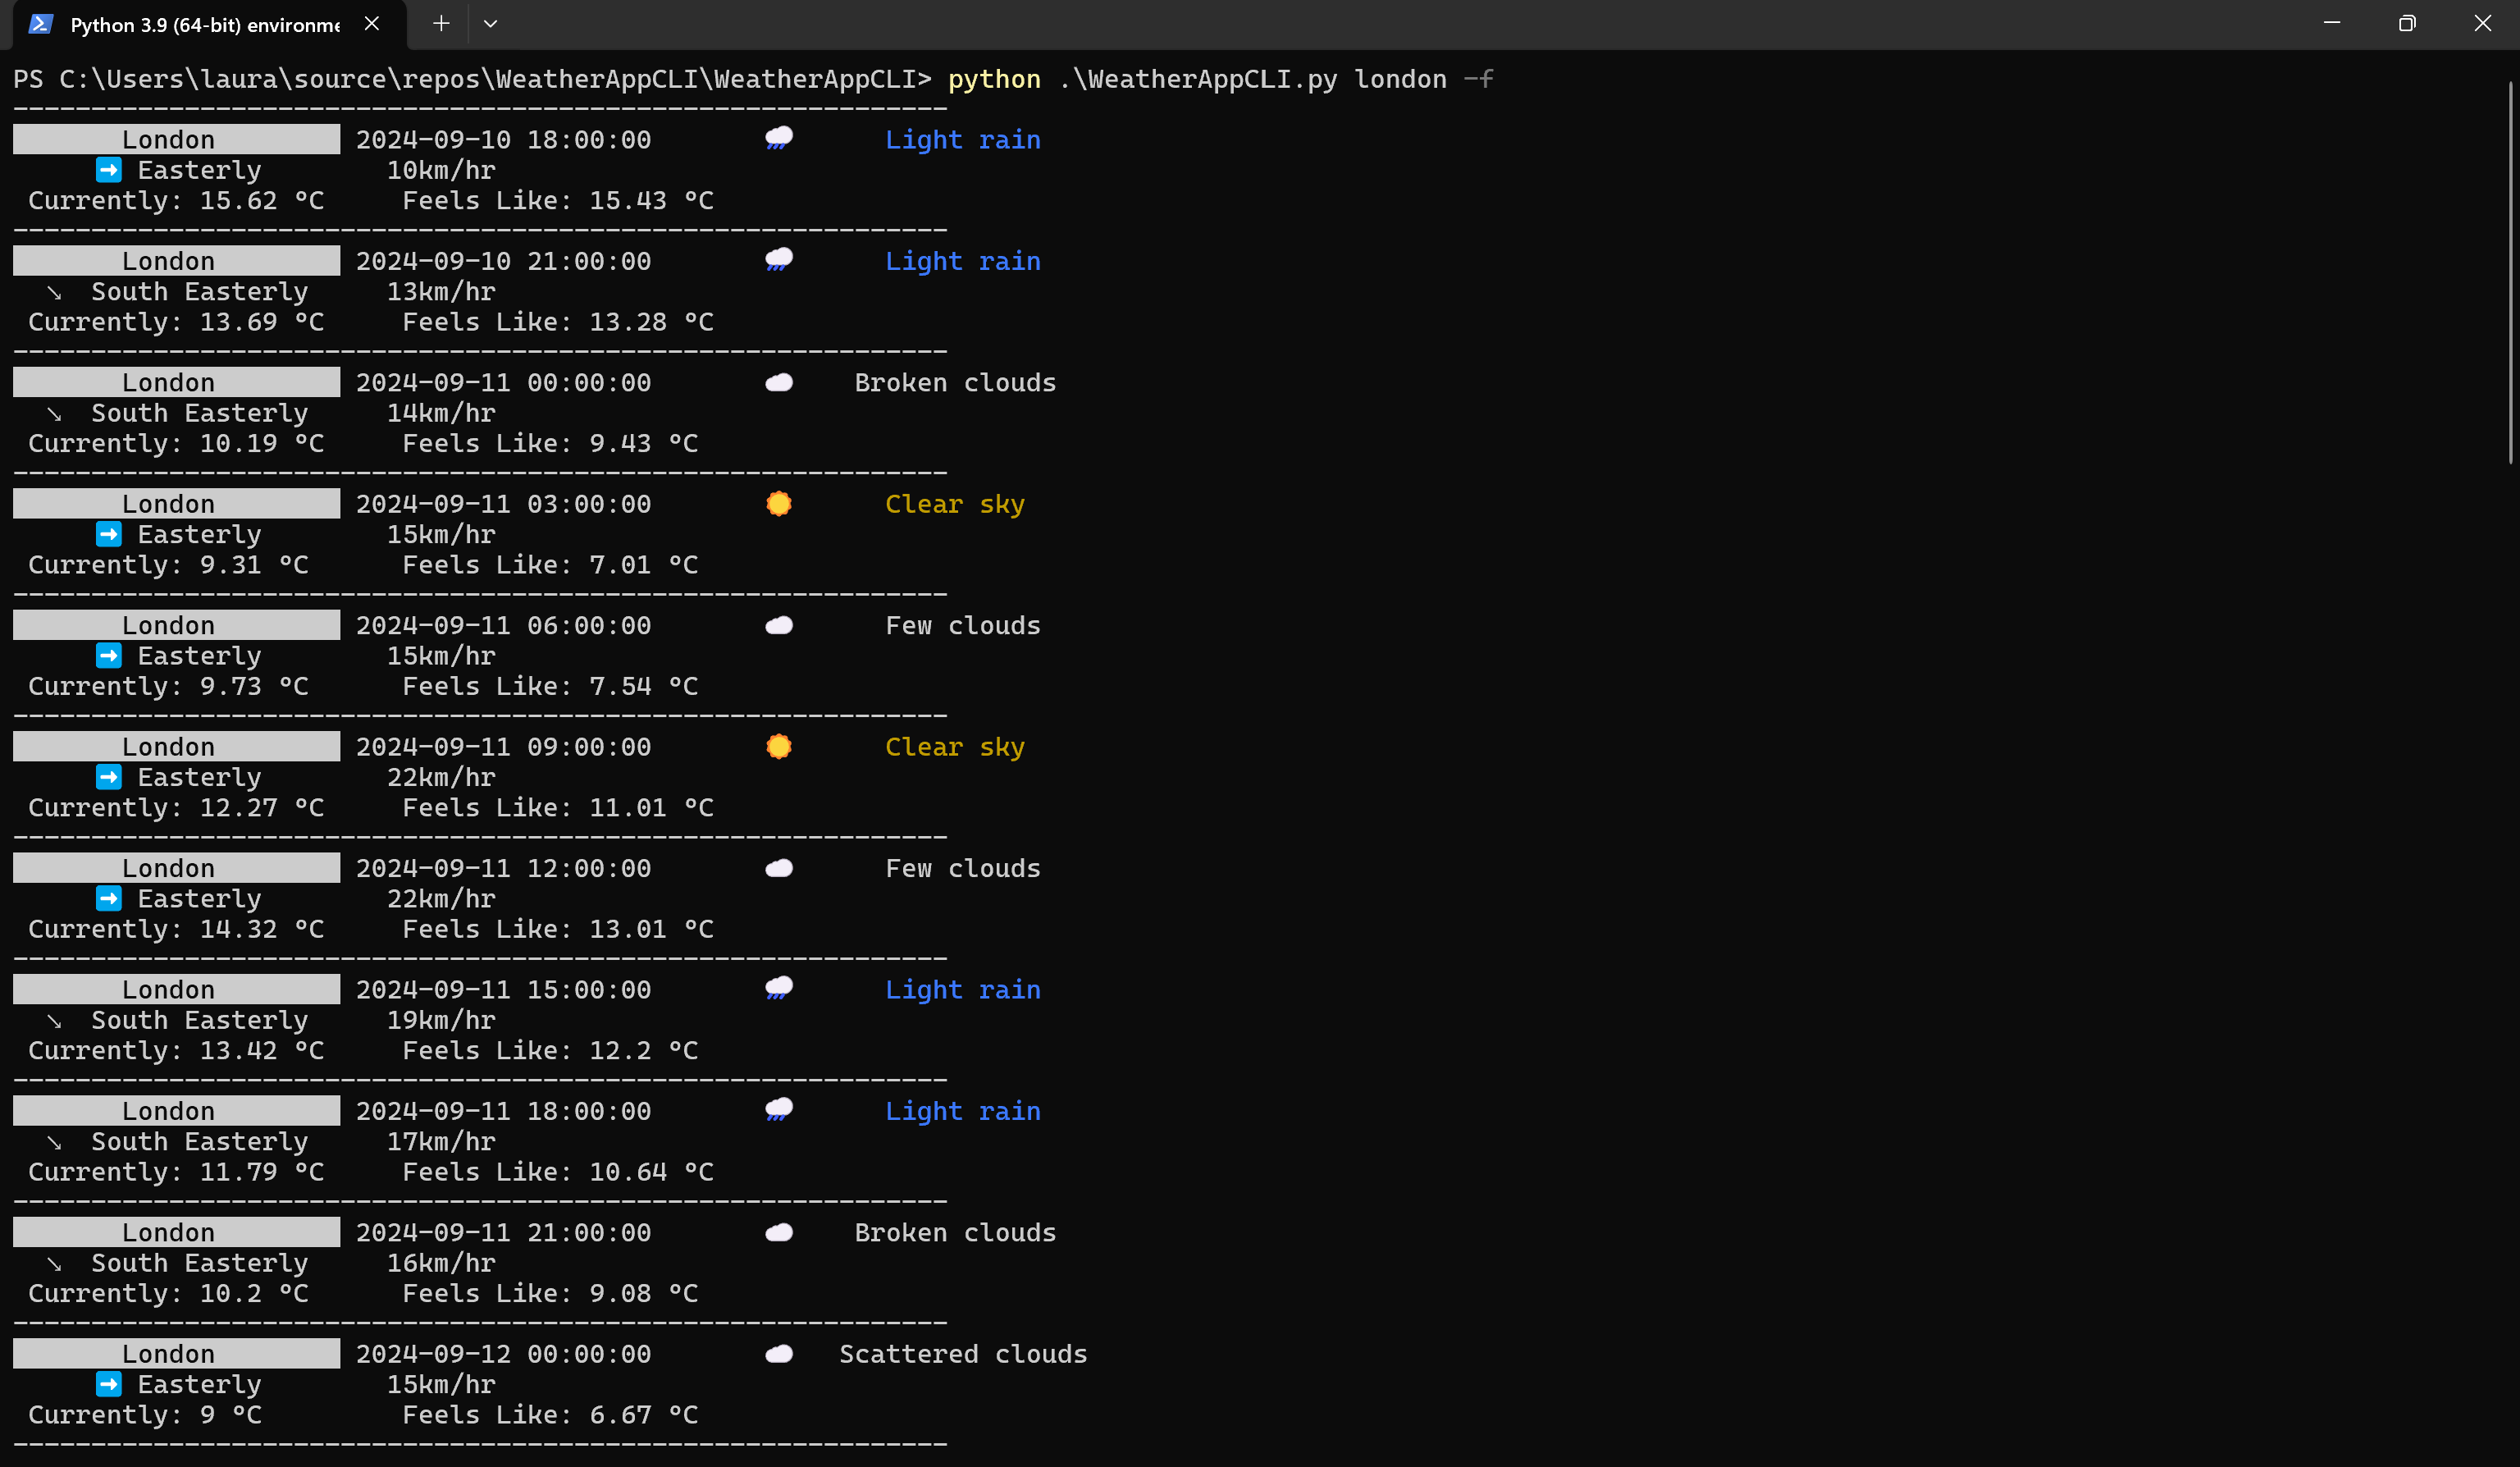 Python 3.9 (64-bit) environme
PS C:\Users\laura\source\repos\WeatherAppCLI\WeatherAppCLI> python .\WeatherAppCLI.py london -f
------------------------------------------------------------
London 2024-09-10 18:00:00 🌧 Light rain
➡ Easterly 10km/hr
Currently: 15.62 °C Feels Like: 15.43 °C
------------------------------------------------------------
London 2024-09-10 21:00:00 🌧 Light rain
↘ South Easterly 13km/hr
Currently: 13.69 °C Feels Like: 13.28 °C
------------------------------------------------------------
London 2024-09-11 00:00:00 ☁ Broken clouds
↘ South Easterly 14km/hr
Currently: 10.19 °C Feels Like: 9.43 °C
------------------------------------------------------------
London 2024-09-11 03:00:00 ☀ Clear sky
➡ Easterly 15km/hr
Currently: 9.31 °C Feels Like: 7.01 °C
------------------------------------------------------------
London 2024-09-11 06:00:00 ☁ Few clouds
➡ Easterly 15km/hr
Currently: 9.73 °C Feels Like: 7.54 °C
------------------------------------------------------------
London 2024-09-11 09:00:00 ☀ Clear sky
➡ Easterly 22km/hr
Currently: 12.27 °C Feels Like: 11.01 °C
------------------------------------------------------------
London 2024-09-11 12:00:00 ☁ Few clouds
➡ Easterly 22km/hr
Currently: 14.32 °C Feels Like: 13.01 °C
------------------------------------------------------------
London 2024-09-11 15:00:00 🌧 Light rain
↘ South Easterly 19km/hr
Currently: 13.42 °C Feels Like: 12.2 °C
------------------------------------------------------------
London 2024-09-11 18:00:00 🌧 Light rain
↘ South Easterly 17km/hr
Currently: 11.79 °C Feels Like: 10.64 °C
------------------------------------------------------------
London 2024-09-11 21:00:00 ☁ Broken clouds
↘ South Easterly 16km/hr
Currently: 10.2 °C Feels Like: 9.08 °C
------------------------------------------------------------
London 2024-09-12 00:00:00 ☁ Scattered clouds
➡ Easterly 15km/hr
Currently: 9 °C Feels Like: 6.67 °C
------------------------------------------------------------